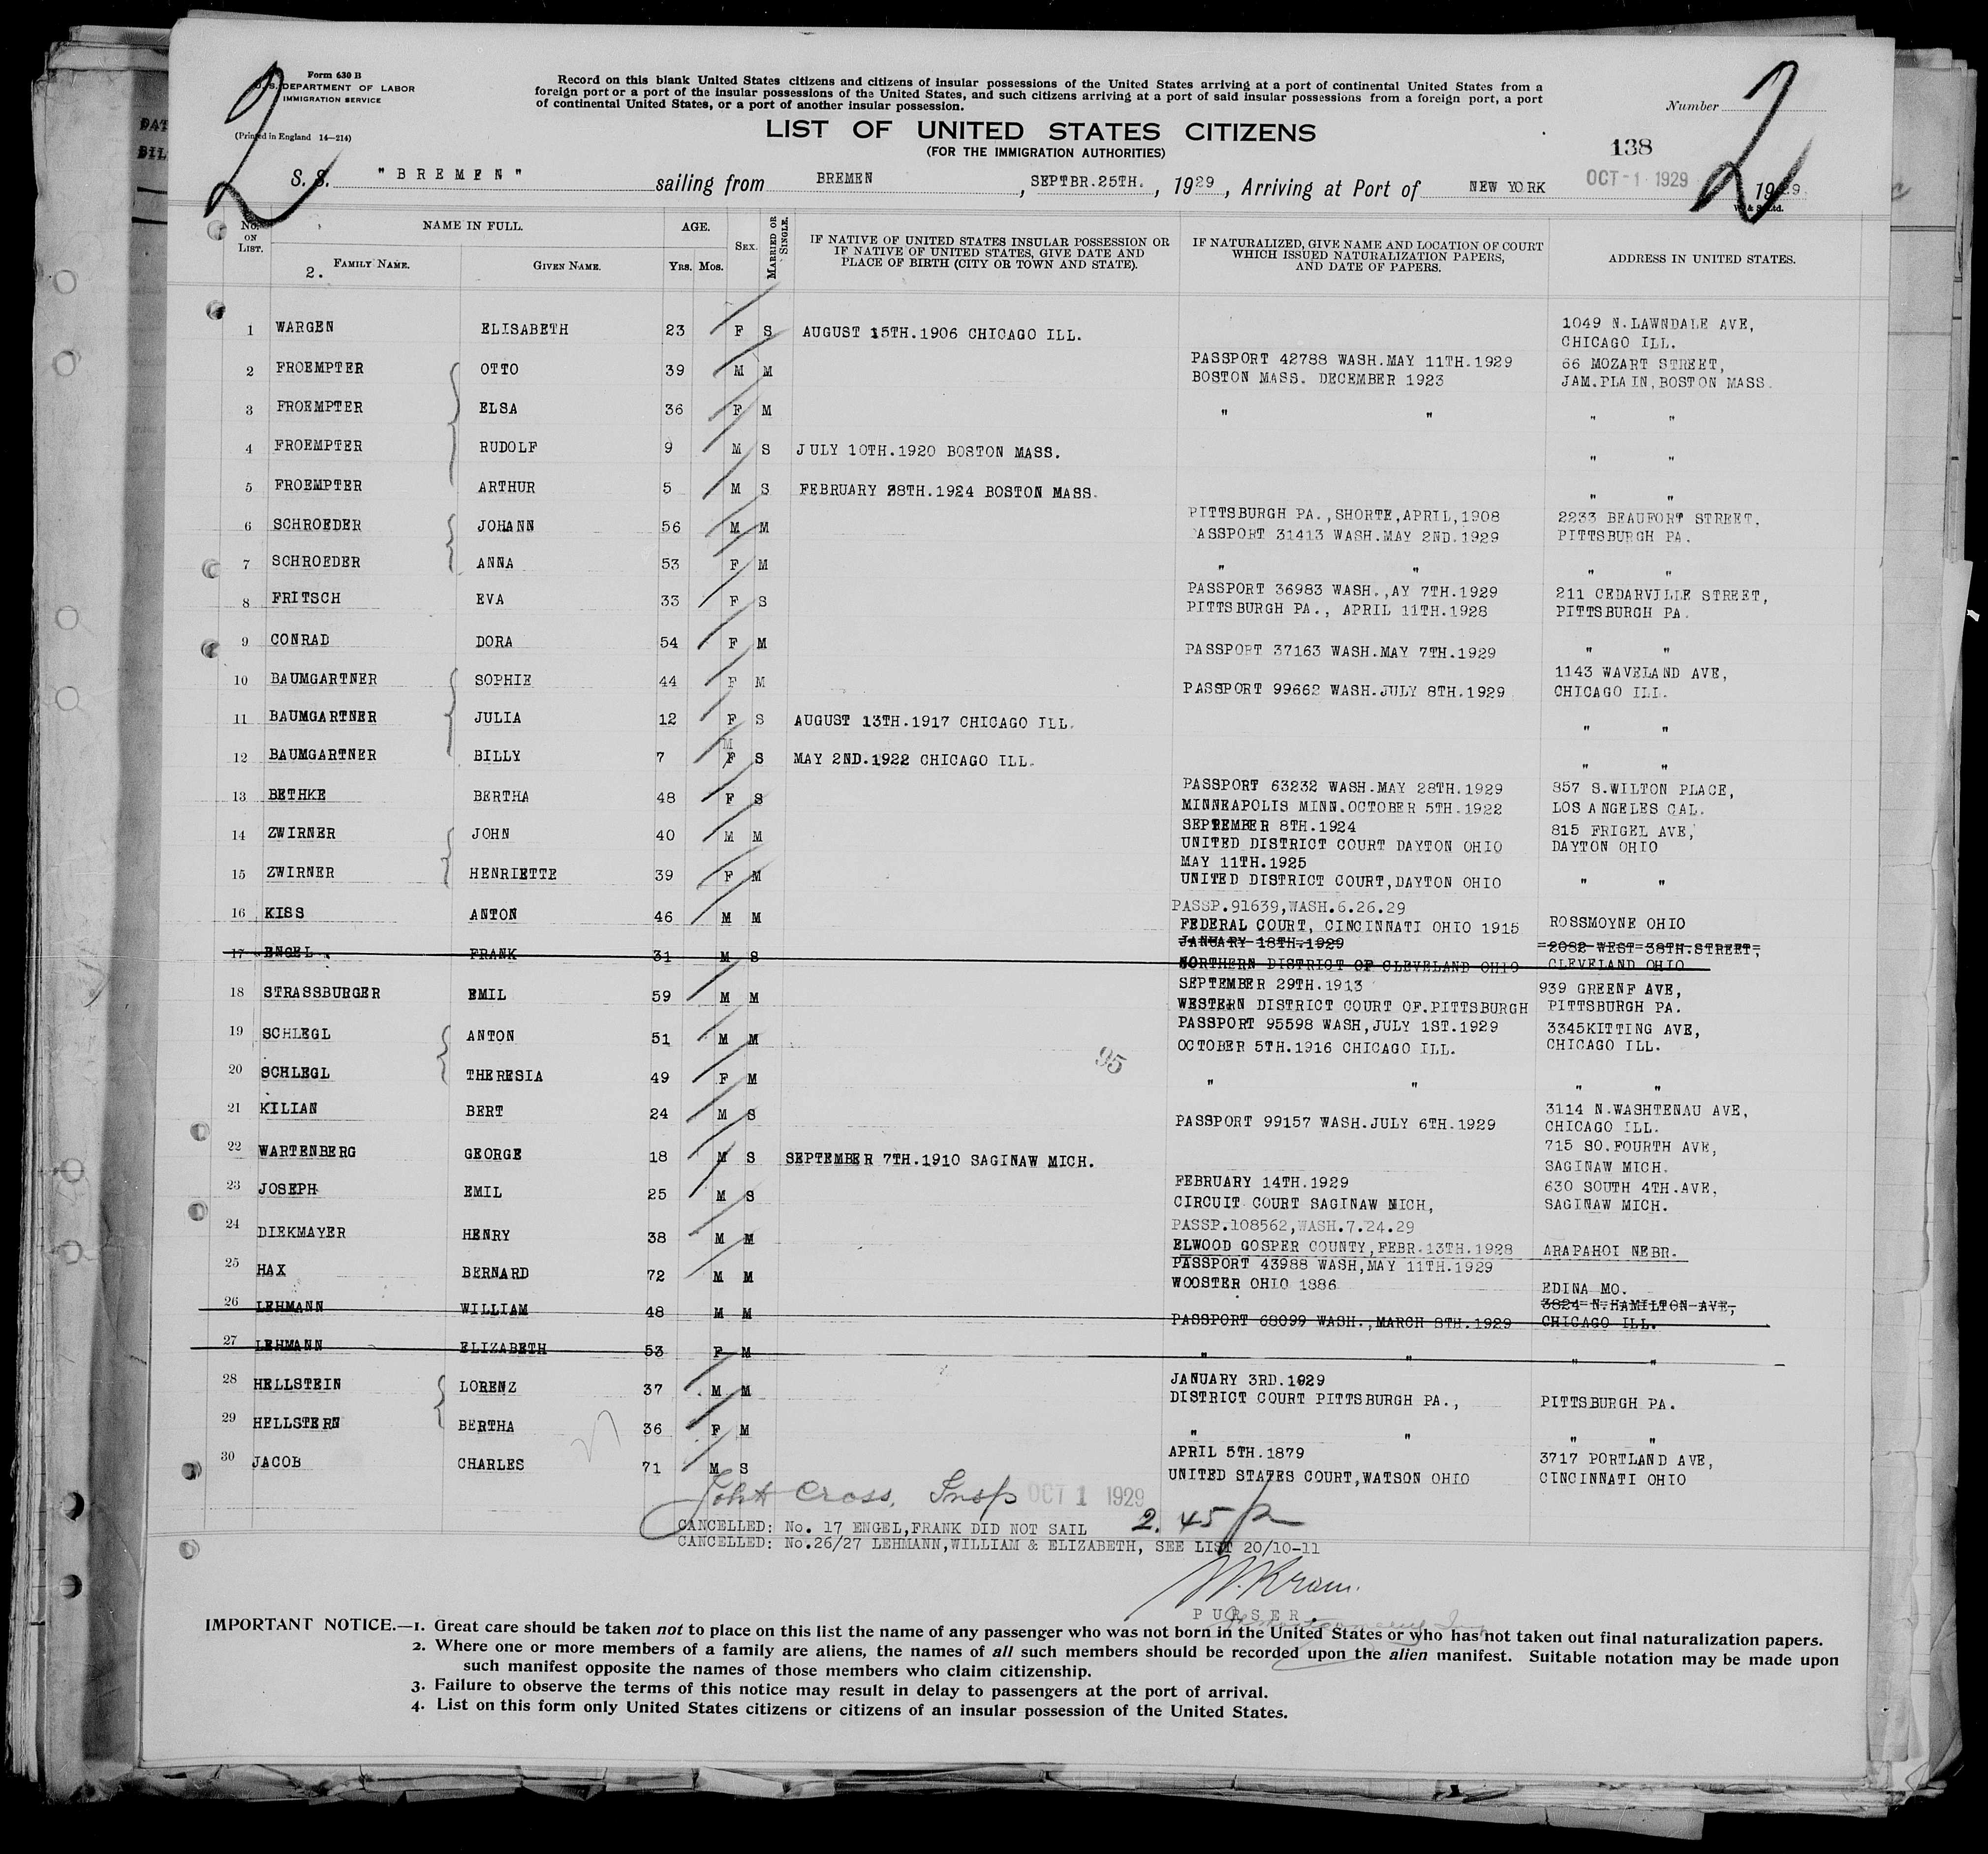 Form 630 B
U. S. DEPARTMENT OF LABOR
IMMIGRATION SERVICE
(Printed in England 14—214)
Record on this blank United States citizens and citizens of insular possessions of the United States arriving at a port of continental United States from a
foreign port or a port of the insular possessions of the United States, and such citizens arriving at a port of said insular possessions from a foreign port, a port
of continental United States, or a port of another insular possession.
Number
2 2
LIST OF UNITED STATES CITIZENS
(FOR THE IMMIGRATION AUTHORITIES)
138
S. S. "BREMEN" sailing from BREMEN, SEPTBR.25TH., 1929, Arriving at Port of NEW YORK OCT - 1 1929 1929.
No. ON LIST. NAME IN FULL. AGE. SEX. MARRIED OR SINGLE. IF NATIVE OF UNITED STATES INSULAR POSSESSION OR IF NATIVE OF UNITED STATES, GIVE DATE AND PLACE OF BIRTH (CITY OR TOWN AND STATE). IF NATURALIZED, GIVE NAME AND LOCATION OF COURT WHICH ISSUED NATURALIZATION PAPERS, AND DATE OF PAPERS. ADDRESS IN UNITED STATES.
2. FAMILY NAME. GIVEN NAME. Yrs. Mos.
1 WARGEN ELISABETH 23 F S AUGUST 15TH.1906 CHICAGO ILL. 1049 N.LAWNDALE AVE,
CHICAGO ILL.
2 FROEMPTER OTTO 39 M M PASSPORT 42788 WASH.MAY 11TH.1929 66 MOZART STREET,
BOSTON MASS. DECEMBER 1923 JAM.PLAIN,BOSTON MASS.
3 FROEMPTER ELSA 36 F M " " " "
4 FROEMPTER RUDOLF 9 M S JULY 10TH.1920 BOSTON MASS. " "
5 FROEMPTER ARTHUR 5 M S FEBRUARY 28TH.1924 BOSTON MASS. " "
6 SCHROEDER JOHANN 56 M M PITTSBURGH PA.,SHORTE,APRIL,1908 2233 BEAUFORT STREET,
PASSPORT 31413 WASH.MAY 2ND.1929 PITTSBURGH PA.
7 SCHROEDER ANNA 53 F M " " " "
8 FRITSCH EVA 33 F S PASSPORT 36983 WASH.,AY 7TH.1929 211 CEDARVILLE STREET,
PITTSBURGH PA., APRIL 11TH.1928 PITTSBURGH PA.
9 CONRAD DORA 54 F M PASSPORT 37163 WASH.MAY 7TH.1929 " "
10 BAUMGARTNER SOPHIE 44 F M PASSPORT 99662 WASH.JULY 8TH.1929 1143 WAVELAND AVE,
CHICAGO ILL.
11 BAUMGARTNER JULIA 12 F S AUGUST 13TH.1917 CHICAGO ILL. " "
12 BAUMGARTNER BILLY 7 M F S MAY 2ND.1922 CHICAGO ILL. " "
13 BETHKE BERTHA 48 F S PASSPORT 63232 WASH.MAY 28TH.1929 857 S.WILTON PLACE,
MINNEAPOLIS MINN.OCTOBER 5TH.1922 LOS ANGELES CAL.
14 ZWIRNER JOHN 40 M M SEPTEMBER 8TH.1924 815 FRIGEL AVE,
UNITED DISTRICT COURT DAYTON OHIO DAYTON OHIO
15 ZWIRNER HENRIETTE 39 F M MAY 11TH.1925
UNITED DISTRICT COURT,DAYTON OHIO " "
16 KISS ANTON 46 M M PASSP.91639,WASH.6.26.29
FEDERAL COURT, CINCINNATI OHIO 1915 ROSSMOYNE OHIO
17 ENGEL FRANK 31 M S JANUARY 18TH.1929 2082 WEST 38TH.STREET,
NORTHERN DISTRICT OF CLEVELAND OHIO CLEVELAND OHIO
18 STRASSBURGER EMIL 59 M M SEPTEMBER 29TH.1913 939 GREENF AVE,
WESTERN DISTRICT COURT OF.PITTSBURGH PITTSBURGH PA.
19 SCHLEGL ANTON 51 M M PASSPORT 95598 WASH,JULY 1ST.1929 3345KITTING AVE,
OCTOBER 5TH.1916 CHICAGO ILL. CHICAGO ILL.
95
20 SCHLEGL THERESIA 49 F M " " " "
21 KILIAN BERT 24 M S PASSPORT 99157 WASH.JULY 6TH.1929 3114 N.WASHTENAU AVE,
CHICAGO ILL.
22 WARTENBERG GEORGE 18 M S SEPTEMBER 7TH.1910 SAGINAW MICH. 715 SO.FOURTH AVE,
SAGINAW MICH.
23 JOSEPH EMIL 25 M S FEBRUARY 14TH.1929 630 SOUTH 4TH.AVE,
CIRCUIT COURT SAGINAW MICH, SAGINAW MICH.
24 DIEKMAYER HENRY 38 M M PASSP.108562,WASH.7.24.29
ELWOOD GOSPER COUNTY,FEBR.13TH.1928 ARAPAHOI NEBR.
25 HAX BERNARD 72 M M PASSPORT 43988 WASH,MAY 11TH.1929
WOOSTER OHIO 1886 EDINA MO.
26 LEHMANN WILLIAM 48 M M PASSPORT 68099 WASH.,MARCH 8TH.1929 3824 N.HAMILTON AVE,
CHICAGO ILL.
27 LEHMANN ELIZABETH 53 F M " " " "
28 HELLSTEIN LORENZ 37 M M JANUARY 3RD.1929
DISTRICT COURT PITTSBURGH PA., PITTSBURGH PA.
29 HELLSTERN BERTHA 36 F M " " " "
30 JACOB CHARLES 71 M S APRIL 5TH.1879 3717 PORTLAND AVE,
UNITED STATES COURT,WATSON OHIO CINCINNATI OHIO
John Cross, Insp OCT 1 1929
CANCELLED: No. 17 ENGEL,FRANK DID NOT SAIL 2. 45
CANCELLED: No.26/27 LEHMANN,WILLIAM & ELIZABETH, SEE LIST 20/10-11
PURSER.
IMPORTANT NOTICE.—1. Great care should be taken not to place on this list the name of any passenger who was not born in the United States or who has not taken out final naturalization papers.
2. Where one or more members of a family are aliens, the names of all such members should be recorded upon the alien manifest. Suitable notation may be made upon
such manifest opposite the names of those members who claim citizenship.
3. Failure to observe the terms of this notice may result in delay to passengers at the port of arrival.
4. List on this form only United States citizens or citizens of an insular possession of the United States.